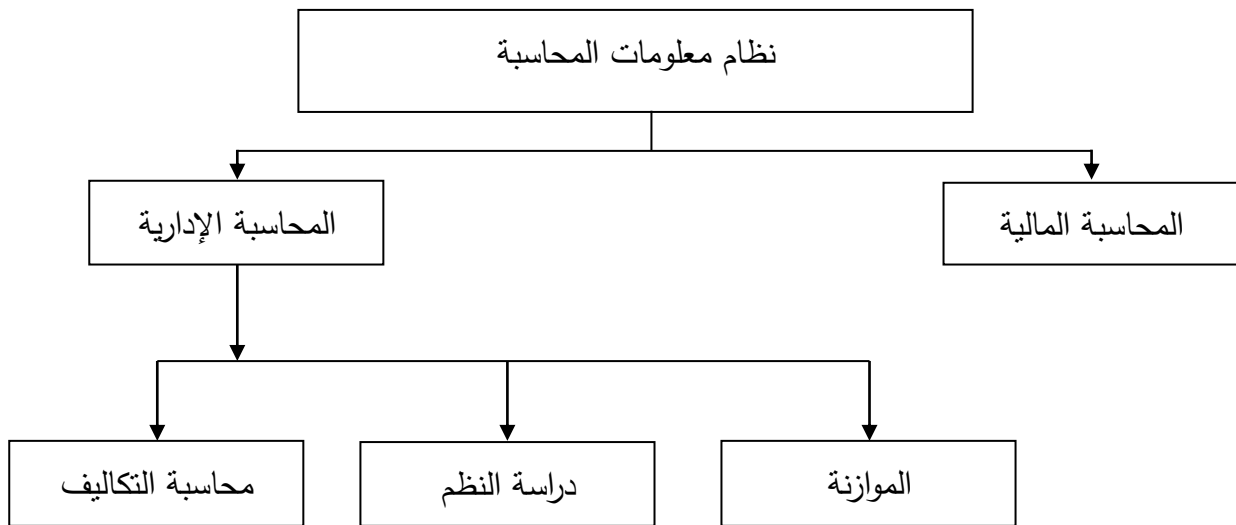 نظام معلومات المحاسبة
المحاسبة المالية
المحاسبة الإدارية
الموازنة
دراسة النظم
محاسبة التكاليف